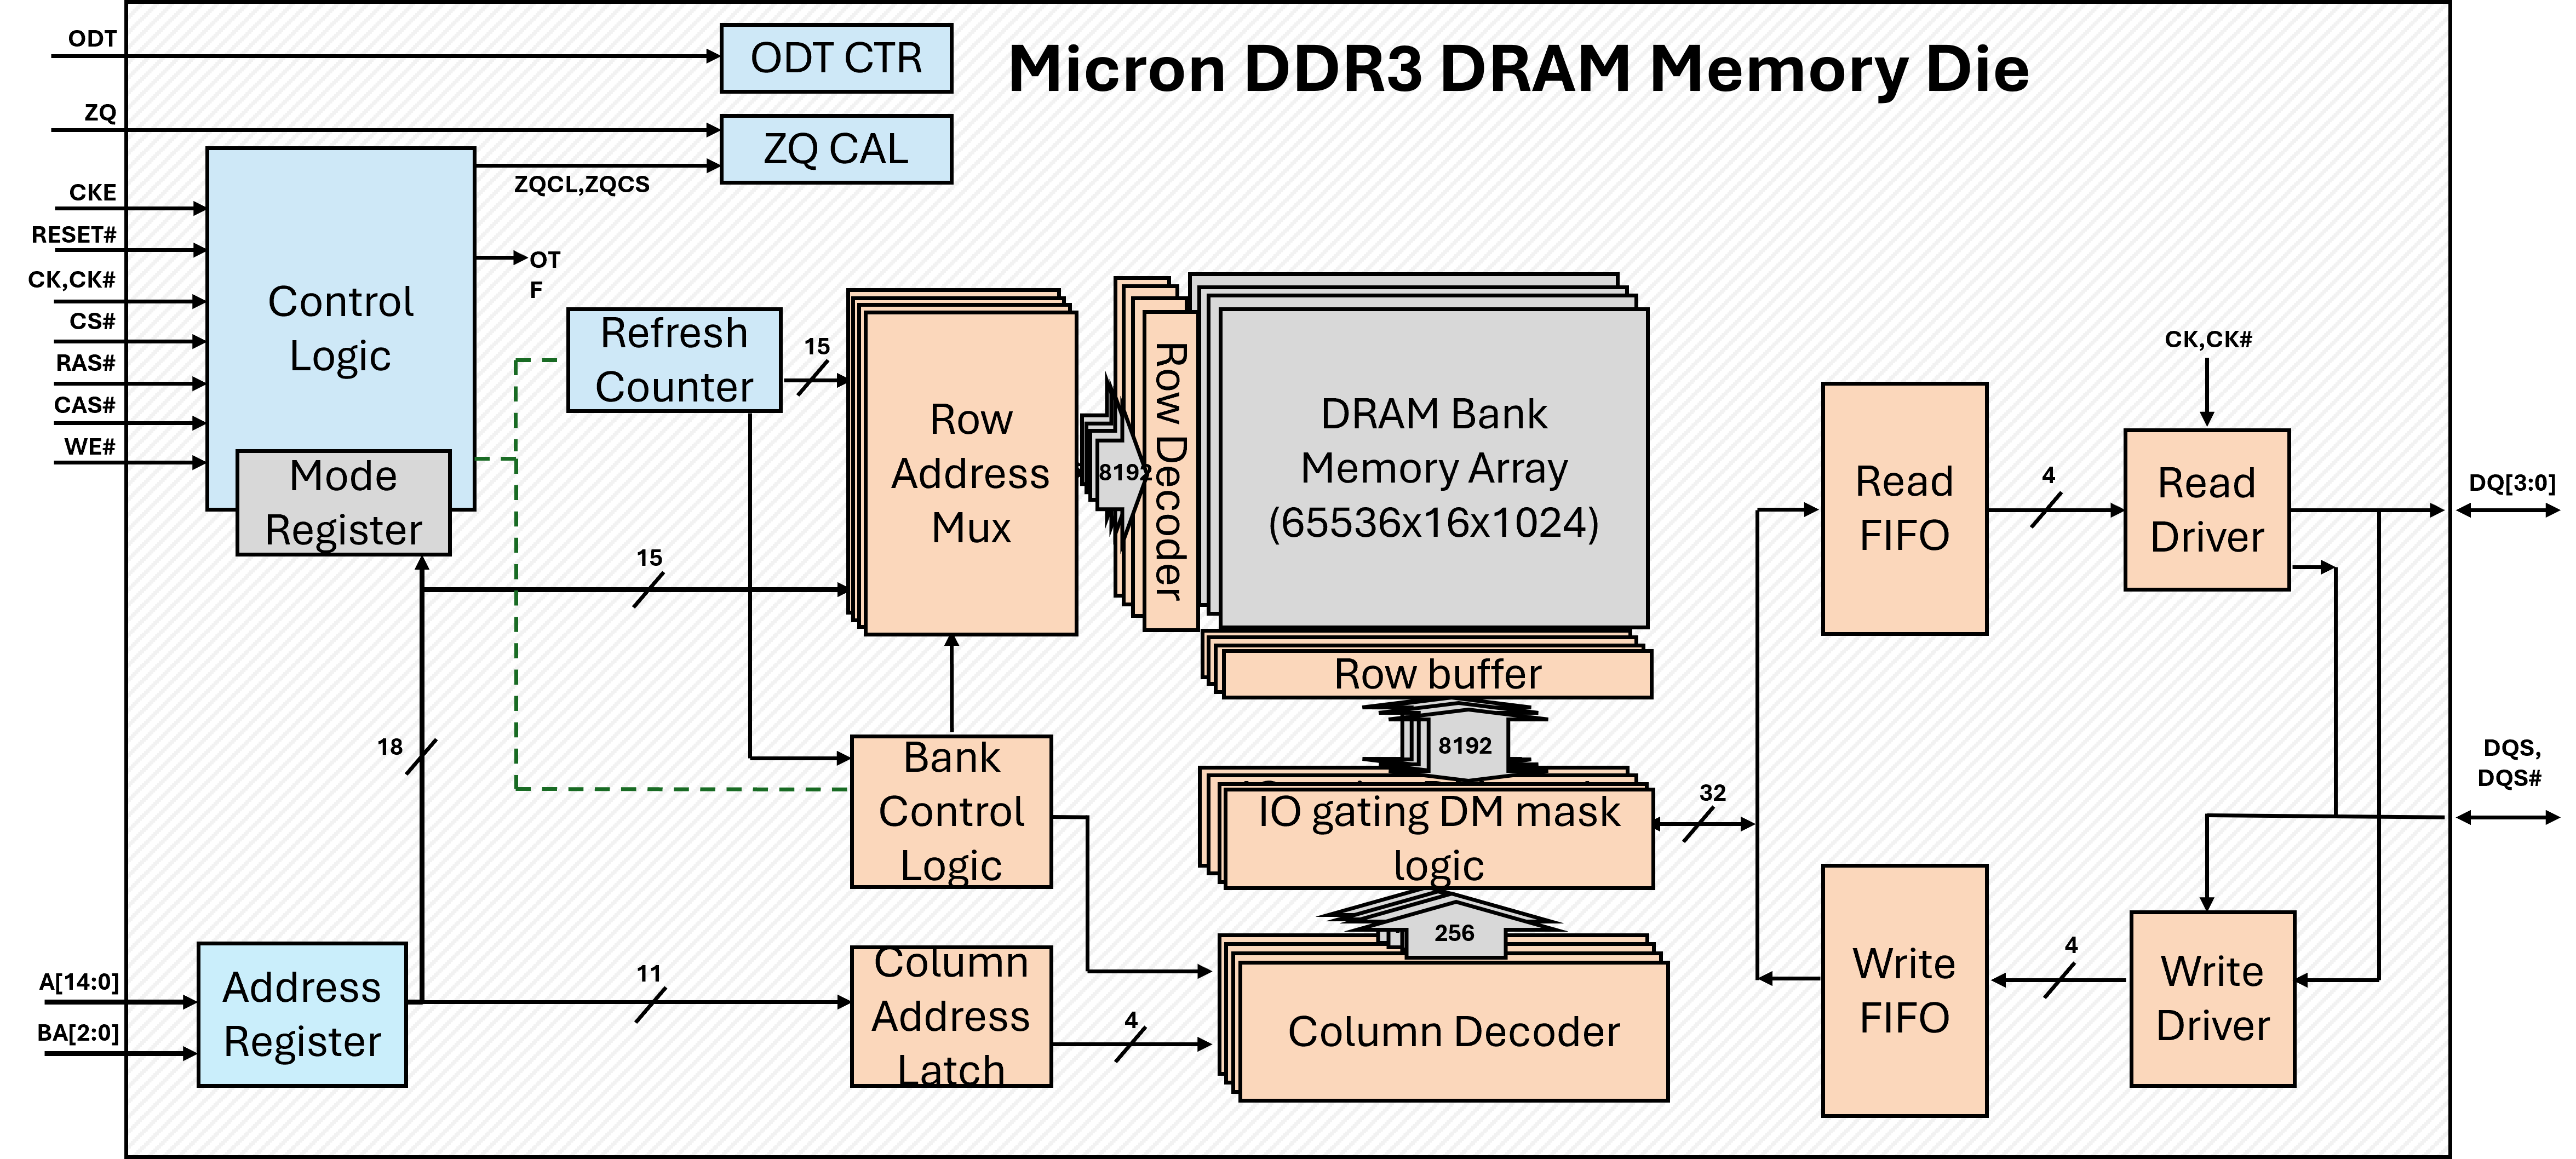 Micron DDR3 DRAM Memory Die
ODT
ODT CTR
ZQ
ZQ CAL
ZQCL,ZQCS
CKE
RESET#
CK,CK#
CS#
RAS#
CAS#
WE#
Control
Logic
OT
F
Mode
Register
Refresh
Counter
15
15
18
Row
Address
Mux
8192
Row Decoder
DRAM Bank
Memory Array
(65536x16x1024)
Row buffer
8192
IO gating DM mask
logic
32
256
Column Decoder
Bank
Control
Logic
Column
Address
Latch
4
11
A[14:0]
BA[2:0]
Address
Register
Read
FIFO
4
CK,CK#
Read
Driver
DQ[3:0]
DQS,
DQS#
Write
FIFO
4
Write
Driver